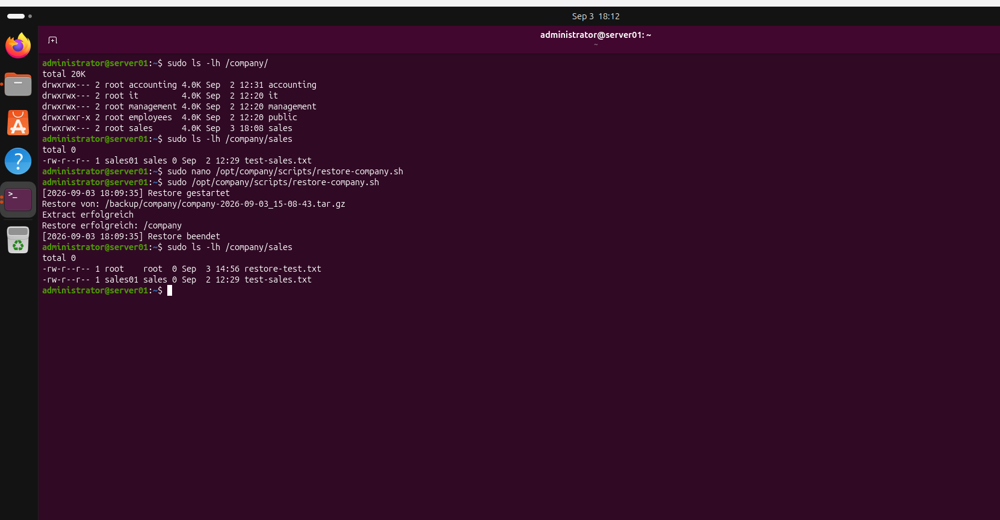 Sep 3 18:12
administrator@server01: ~
~
administrator@server01:~$ sudo ls -lh /company/
total 20K
drwxrwx--- 2 root accounting 4.0K Sep  2 12:31 accounting
drwxrwx--- 2 root it         4.0K Sep  2 12:20 it
drwxrwx--- 2 root management 4.0K Sep  2 12:20 management
drwxrwxr-x 2 root employees  4.0K Sep  2 12:20 public
drwxrwx--- 2 root sales      4.0K Sep  3 18:08 sales
administrator@server01:~$ sudo ls -lh /company/sales
total 0
-rw-r--r-- 1 sales01 sales 0 Sep  2 12:29 test-sales.txt
administrator@server01:~$ sudo nano /opt/company/scripts/restore-company.sh
administrator@server01:~$ sudo /opt/company/scripts/restore-company.sh
[2026-09-03 18:09:35] Restore gestartet
Restore von: /backup/company/company-2026-09-03_15-08-43.tar.gz
Extract erfolgreich
Restore erfolgreich: /company
[2026-09-03 18:09:35] Restore beendet
administrator@server01:~$ sudo ls -lh /company/sales
total 0
-rw-r--r-- 1 root    root  0 Sep  3 14:56 restore-test.txt
-rw-r--r-- 1 sales01 sales 0 Sep  2 12:29 test-sales.txt
administrator@server01:~$